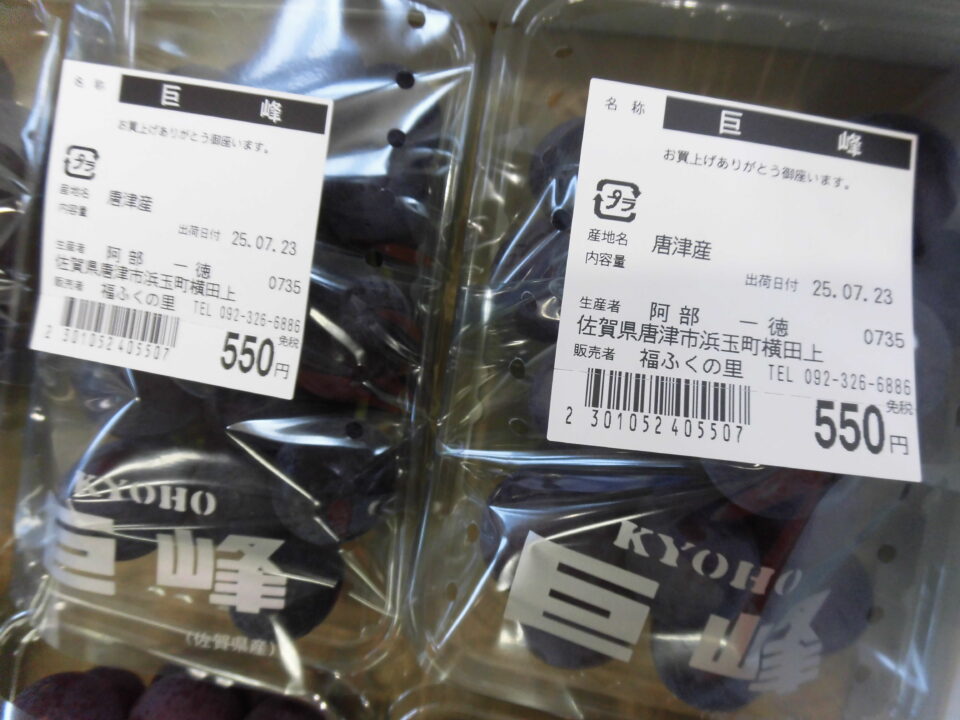 名称 巨峰
お買上げありがとう御座います。
プラ
産地名 唐津産
内容量
出荷日付 25.07.23
生産者 阿部 一徳
佐賀県唐津市浜玉町横田上 0735
販売者 福ふくの里
TEL 092-326-6886
2 301052 405507
免税
550円
KYOHO
巨峰
(佐賀県産)
名称 巨峰
お買上げありがとう御座います。
プラ
産地名 唐津産
内容量
出荷日付 25.07.23
生産者 阿部 一徳
佐賀県唐津市浜玉町横田上 0735
販売者 福ふくの里
TEL 092-326-6886
2 301052 405507
免税
550円
KYOHO
巨峰